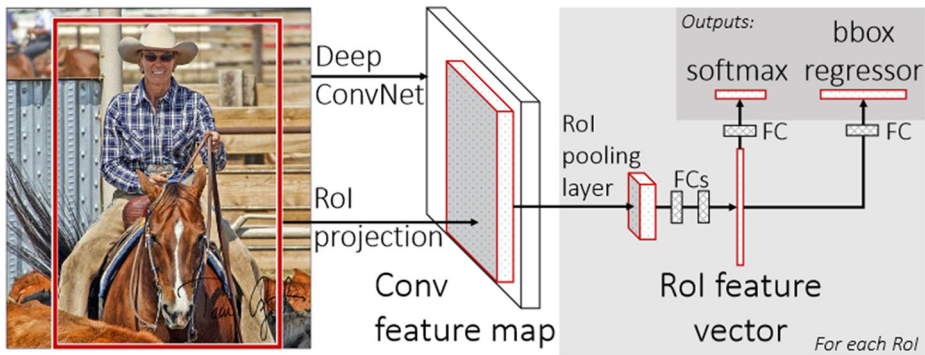 Deep
ConvNet
RoI
projection
Conv
feature map
RoI
pooling
layer
FCs
RoI feature
vector
For each RoI
Outputs:
softmax
bbox
regressor
FC
FC